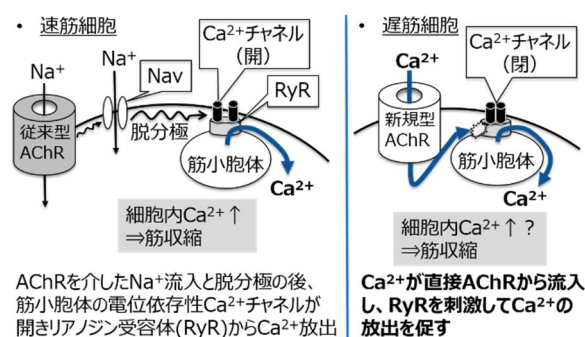 ・ 速筋細胞
Na⁺
Na⁺
Nav
Ca²⁺チャネル
（開）
RyR
従来型
AChR
脱分極
筋小胞体
Ca²⁺
細胞内Ca²⁺↑
⇒筋収縮
AChRを介したNa⁺流入と脱分極の後、
筋小胞体の電位依存性Ca²⁺チャネルが
開きリアノジン受容体(RyR)からCa²⁺放出
・ 遅筋細胞
Ca²⁺
Ca²⁺チャネル
（閉）
新規型
AChR
筋小胞体
Ca²⁺
細胞内Ca²⁺↑？
⇒筋収縮
Ca²⁺が直接AChRから流入
し、RyRを刺激してCa²⁺の
放出を促す